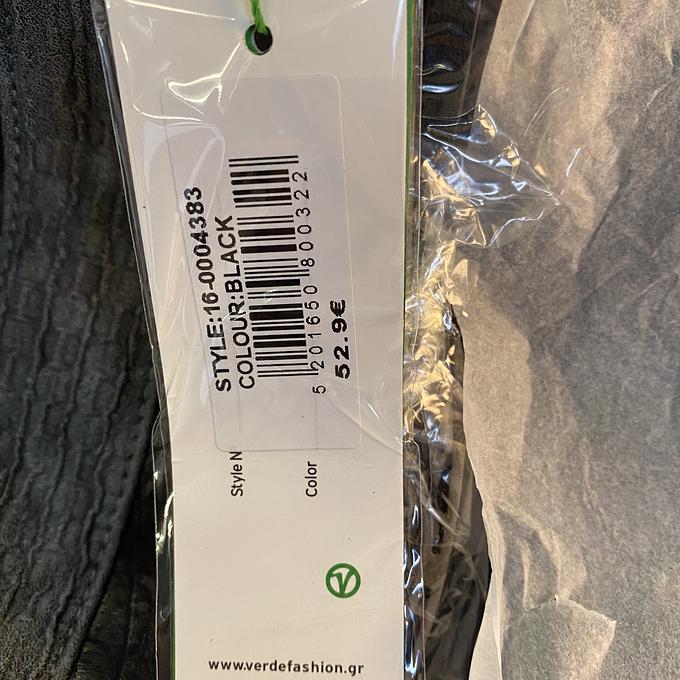 STYLE:16-0004383
COLOUR:BLACK
5 201650 800322
52.9€
Style N
Color
www.verdefashion.gr